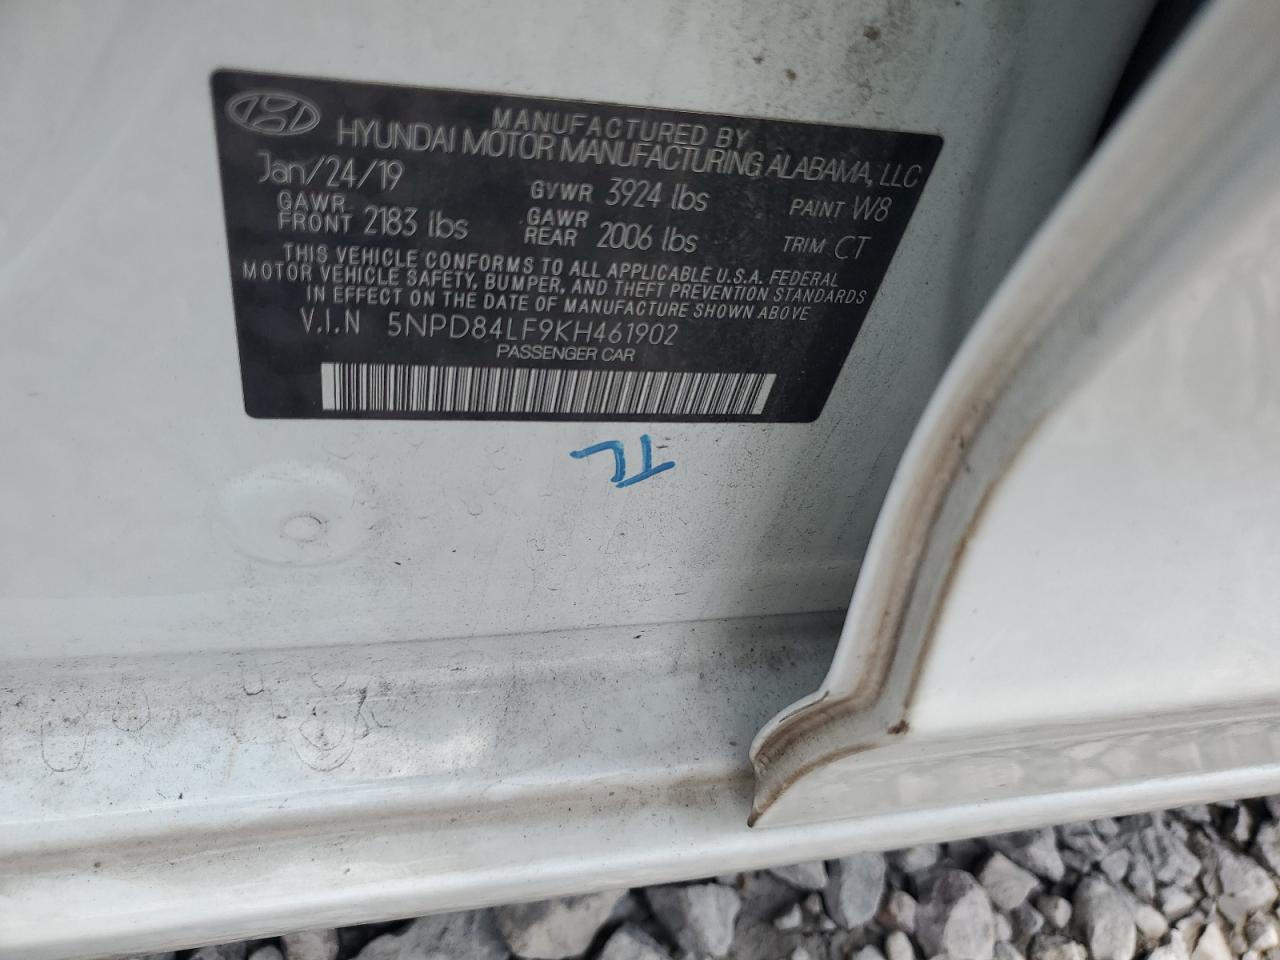 MANUFACTURED BY
HYUNDAI MOTOR MANUFACTURING ALABAMA, LLC
Jan/24/19 GVWR 3924 lbs PAINT W8
GAWR FRONT 2183 lbs GAWR REAR 2006 lbs TRIM CT
THIS VEHICLE CONFORMS TO ALL APPLICABLE U.S.A. FEDERAL
MOTOR VEHICLE SAFETY, BUMPER, AND THEFT PREVENTION STANDARDS
IN EFFECT ON THE DATE OF MANUFACTURE SHOWN ABOVE
V.I.N 5NPD84LF9KH461902
PASSENGER CAR